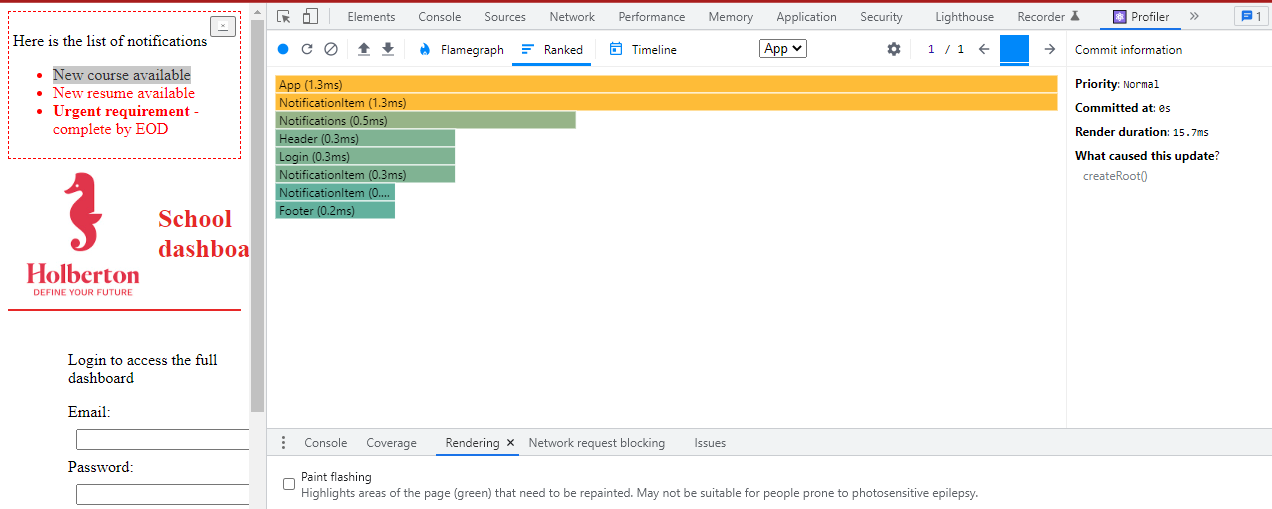 Here is the list of notifications
New course available
New resume available
Urgent requirement -
complete by EOD
Holberton
DEFINE YOUR FUTURE
School
dashboa
Login to access the full
dashboard
Email:
Password:
Elements Console Sources Network Performance Memory Application Security Lighthouse Recorder Profiler » 1
Flamegraph Ranked Timeline App 1 / 1
App (1.3ms)
NotificationItem (1.3ms)
Notifications (0.5ms)
Header (0.3ms)
Login (0.3ms)
NotificationItem (0.3ms)
NotificationItem (0....
Footer (0.2ms)
Commit information
Priority: Normal
Committed at: 0s
Render duration: 15.7ms
What caused this update?
createRoot()
Console Coverage Rendering × Network request blocking Issues
Paint flashing
Highlights areas of the page (green) that need to be repainted. May not be suitable for people prone to photosensitive epilepsy.